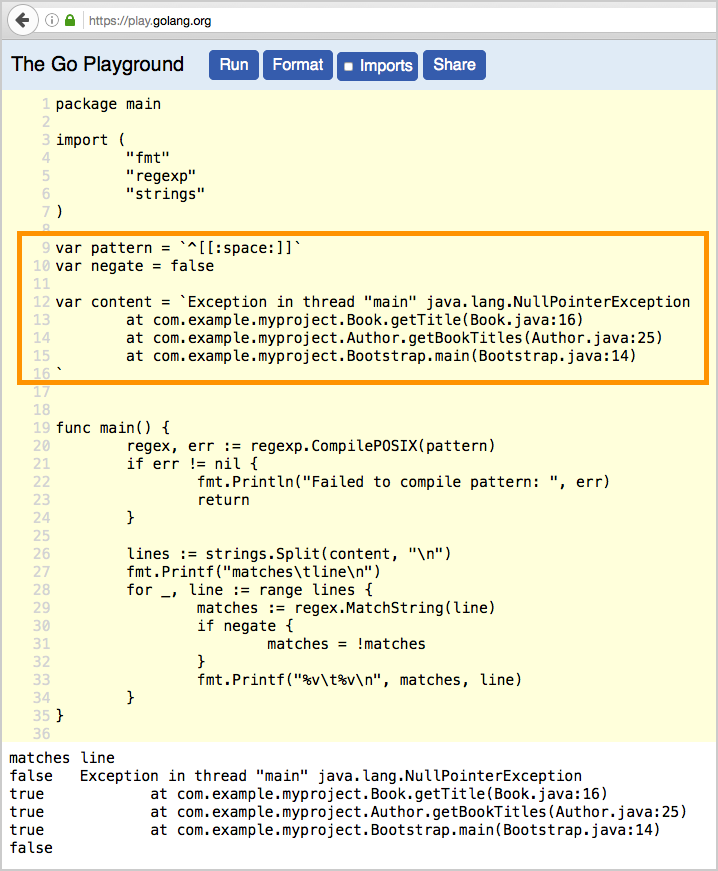 https://play.golang.org
The Go Playground Run Format Imports Share
1 package main
2
3 import (
4         "fmt"
5         "regexp"
6         "strings"
7 )
8
9 var pattern = `^[[:space:]]`
10 var negate = false
11
12 var content = `Exception in thread "main" java.lang.NullPointerException
13         at com.example.myproject.Book.getTitle(Book.java:16)
14         at com.example.myproject.Author.getBookTitles(Author.java:25)
15         at com.example.myproject.Bootstrap.main(Bootstrap.java:14)
16 `
17
18
19 func main() {
20         regex, err := regexp.CompilePOSIX(pattern)
21         if err != nil {
22                 fmt.Println("Failed to compile pattern: ", err)
23                 return
24         }
25
26         lines := strings.Split(content, "\n")
27         fmt.Printf("matches\tline\n")
28         for _, line := range lines {
29                 matches := regex.MatchString(line)
30                 if negate {
31                         matches = !matches
32                 }
33                 fmt.Printf("%v\t%v\n", matches, line)
34         }
35 }
36
matches line
false   Exception in thread "main" java.lang.NullPointerException
true            at com.example.myproject.Book.getTitle(Book.java:16)
true            at com.example.myproject.Author.getBookTitles(Author.java:25)
true            at com.example.myproject.Bootstrap.main(Bootstrap.java:14)
false